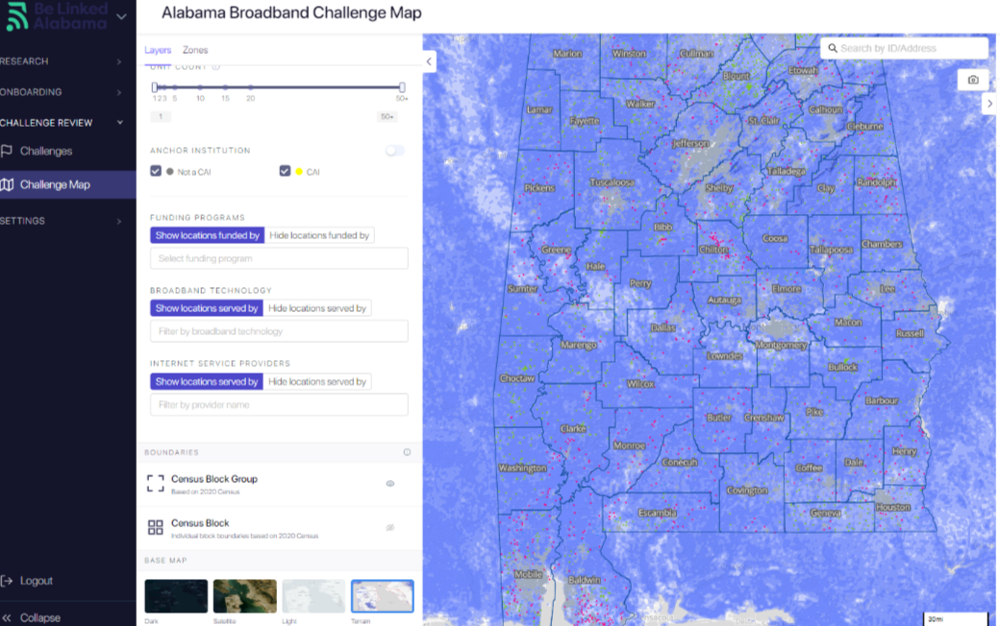 Be Linked
Alabama
Alabama Broadband Challenge Map
RESEARCH
ONBOARDING
CHALLENGE REVIEW
Challenges
Challenge Map
SETTINGS
Logout
Collapse
Layers Zones
UNIT COUNT
1 2 3 5 10 15 20 50+
1 50+
ANCHOR INSTITUTION
Not a CAI CAI
FUNDING PROGRAMS
Show locations funded by Hide locations funded by
Select funding program
BROADBAND TECHNOLOGY
Show locations served by Hide locations served by
Filter by broadband technology
INTERNET SERVICE PROVIDERS
Show locations served by Hide locations served by
Filter by provider name
BOUNDARIES
Census Block Group
Based on 2020 Census
Census Block
Individual block boundaries based on 2020 Census
BASE MAP
Dark Satellite Light Terrain
Search by ID/Address
Marion Winston Cullman
Blount Etowah
Lamar Fayette Walker St. Clair Calhoun
Cleburne
Jefferson
Pickens Tuscaloosa Shelby Talladega Clay Randolph
Bibb
Greene Hale Chilton Coosa Tallapoosa Chambers
Sumter Perry Autauga Elmore Lee
Dallas Macon Russell
Marengo Lowndes Montgomery
Bullock
Choctaw Wilcox
Barbour
Clarke Butler Crenshaw Pike
Monroe Henry
Washington Conecuh Coffee Dale
Covington
Escambia Geneva Houston
Mobile Baldwin
20mi